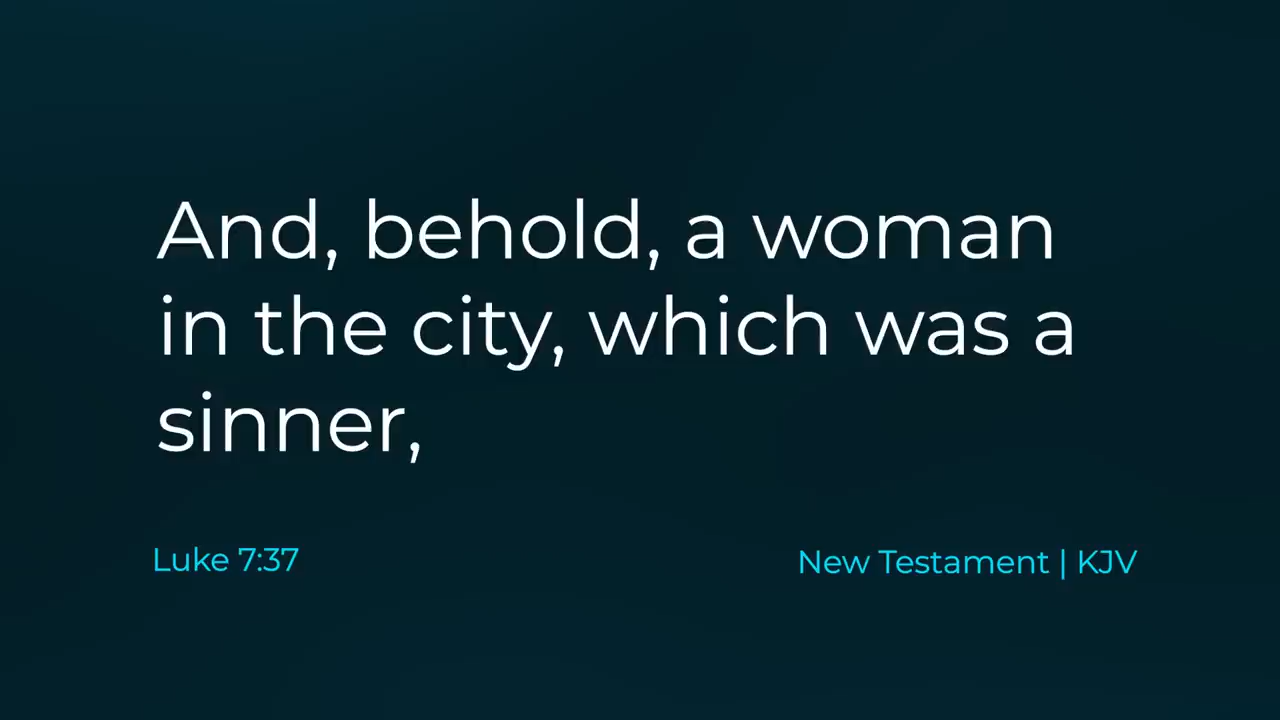 And, behold, a woman
in the city, which was a
sinner,
Luke 7:37
New Testament | KJV